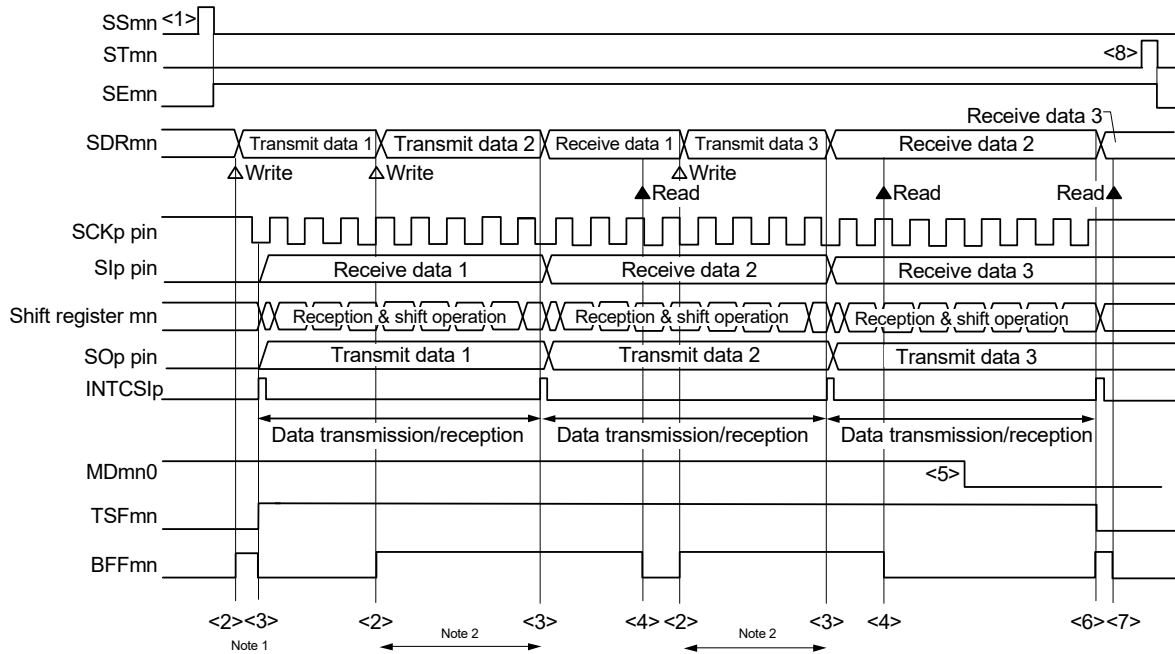 SSmn <1>
STmn <8>
SEmn
Receive data 3
SDRmn Transmit data 1 Transmit data 2 Receive data 1 Transmit data 3 Receive data 2
Write Write Write
Read Read Read
SCKp pin
SIp pin Receive data 1 Receive data 2 Receive data 3
Shift register mn Reception & shift operation Reception & shift operation Reception & shift operation
SOp pin Transmit data 1 Transmit data 2 Transmit data 3
INTCSIp
Data transmission/reception Data transmission/reception Data transmission/reception
MDmn0 <5>
TSFmn
BFFmn
<2> <3> <2> <3> <4> <2> <3> <4> <6> <7>
Note 1 Note 2 Note 2